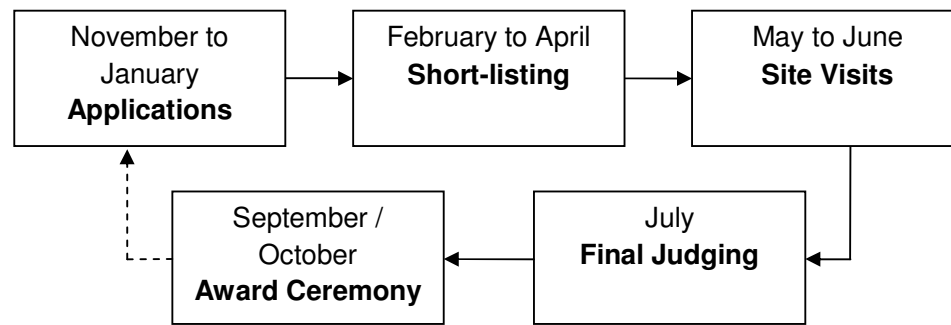 November to
January
Applications
February to April
Short-listing
May to June
Site Visits
September /
October
Award Ceremony
July
Final Judging